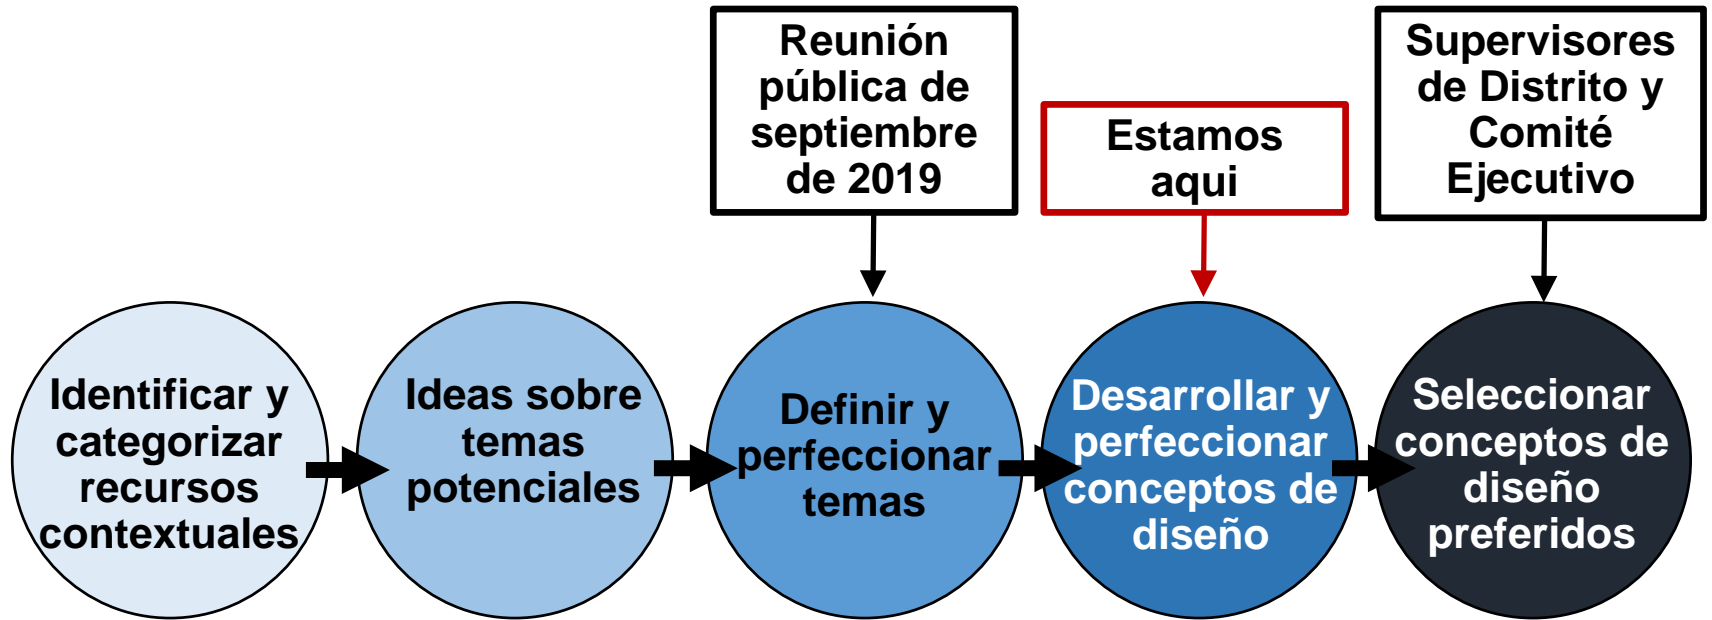 Reunión
pública de
septiembre
de 2019
Estamos
aqui
Supervisores
de Distrito y
Comité
Ejecutivo
Identificar y
categorizar
recursos
contextuales
Ideas sobre
temas
potenciales
Definir y
perfeccionar
temas
Desarrollar y
perfeccionar
conceptos de
diseño
Seleccionar
conceptos de
diseño
preferidos